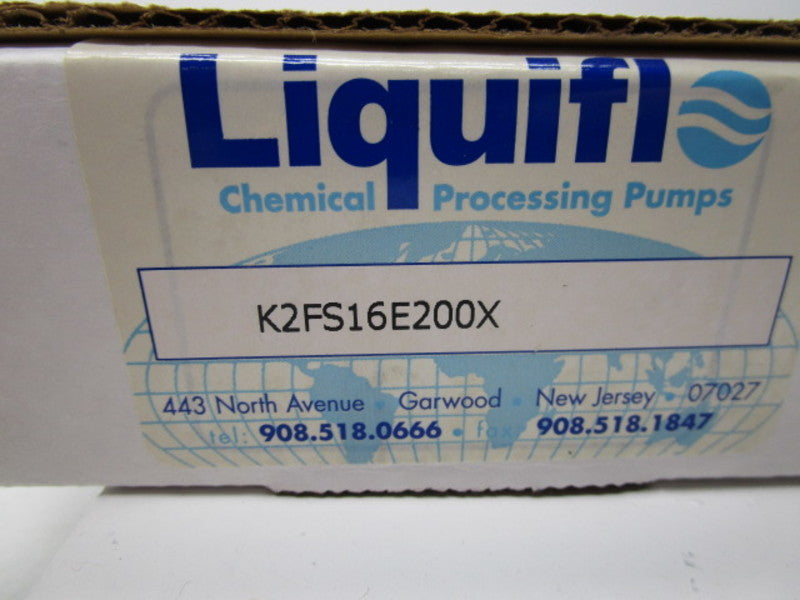 Liquiflo
Chemical Processing Pumps
K2FS16E200X
443 North Avenue • Garwood • New Jersey • 07027
tel: 908.518.0666 • fax: 908.518.1847